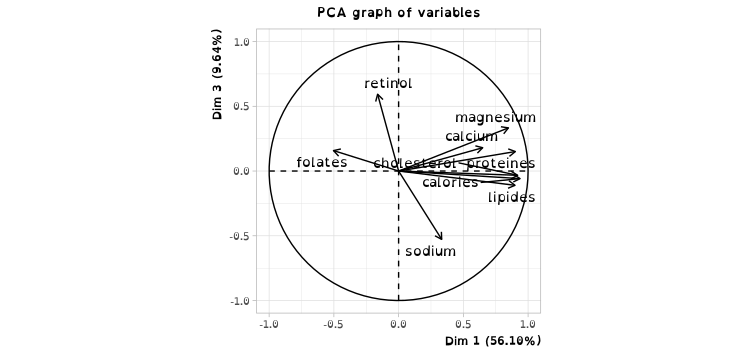 PCA graph of variables
Dim 3 (9.64%)
1.0
0.5
0.0
-0.5
-1.0
retinol
magnesium
calcium
folates
cholesterol
proteines
calories
lipides
sodium
-1.0
-0.5
0.0
0.5
1.0
Dim 1 (56.10%)